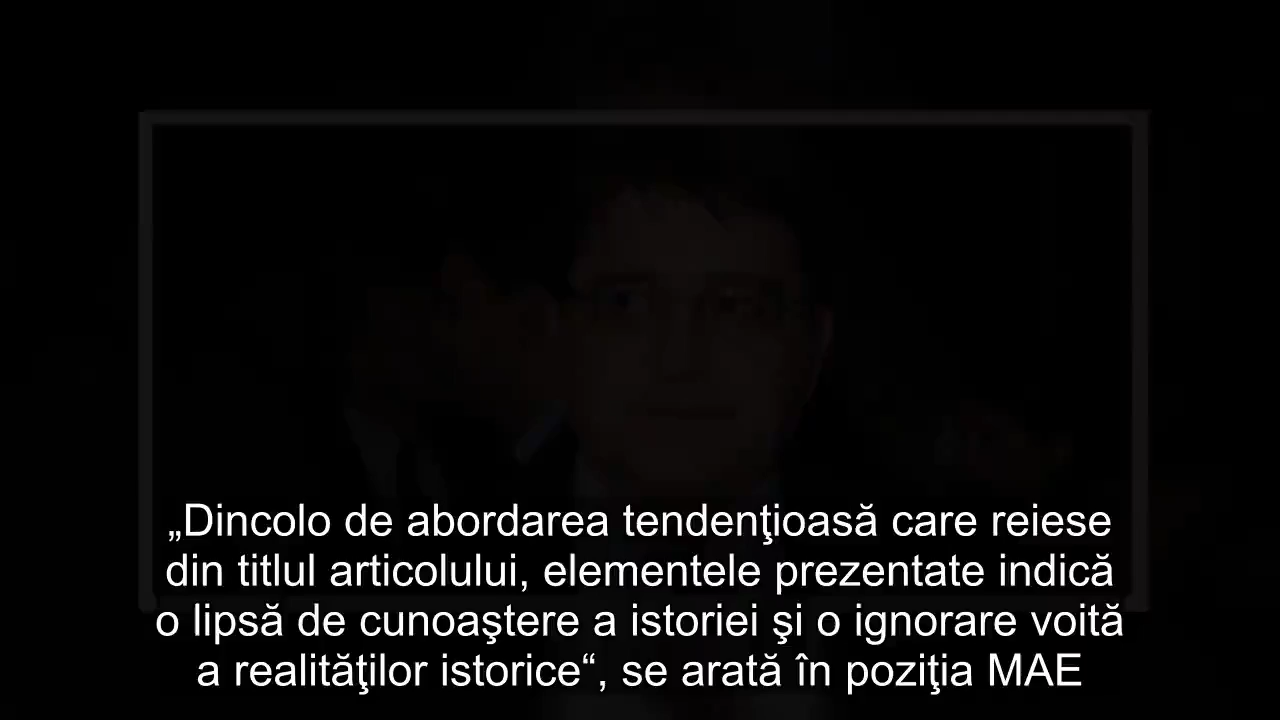 „Dincolo de abordarea tendenţioasă care reiese
din titlul articolului, elementele prezentate indică
o lipsă de cunoaştere a istoriei şi o ignorare voită
a realităţilor istorice“, se arată în poziţia MAE